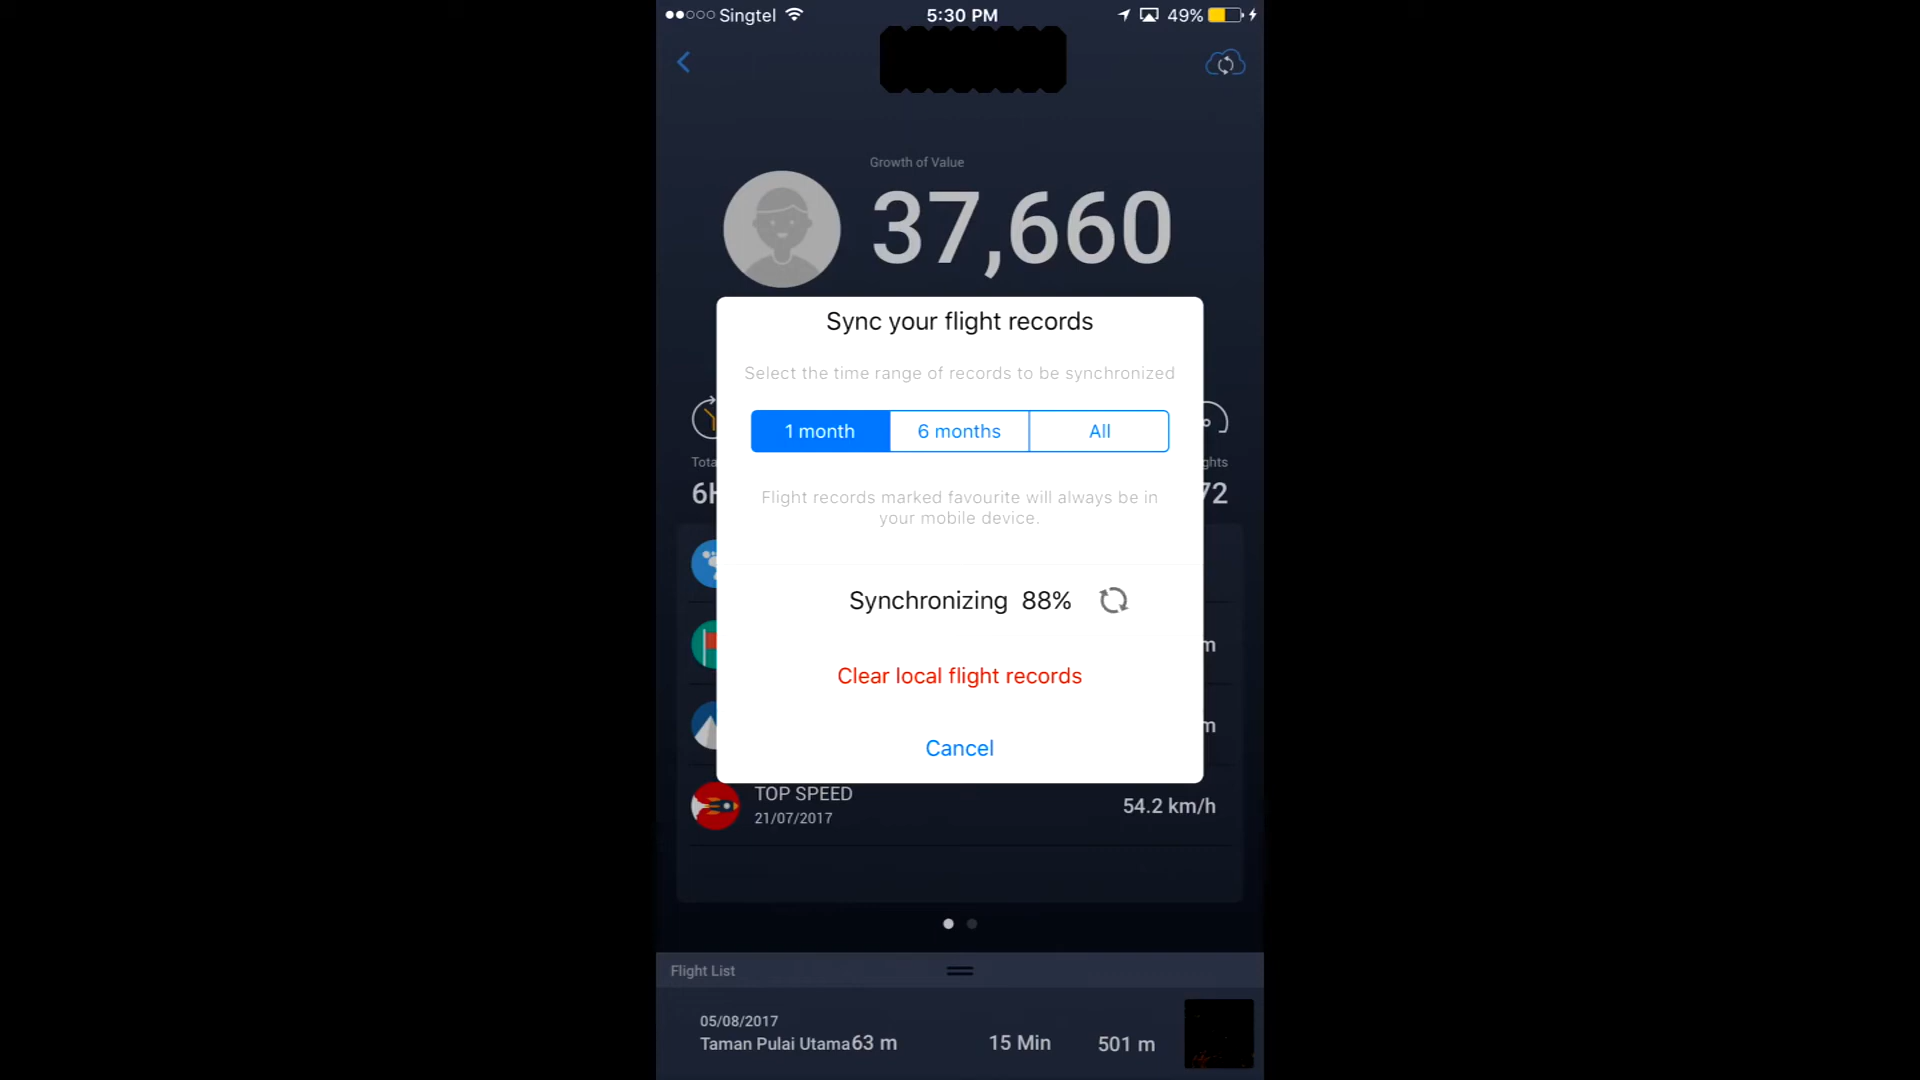 Singtel 5:30 PM 49%
Growth of Value
37,660
Sync your flight records
Select the time range of records to be synchronized
1 month 6 months All
Flight records marked favourite will always be in
your mobile device.
Synchronizing 88%
Clear local flight records
Cancel
TOP SPEED
21/07/2017
54.2 km/h
Flight List
05/08/2017
Taman Pulai Utama 63 m 15 Min 501 m